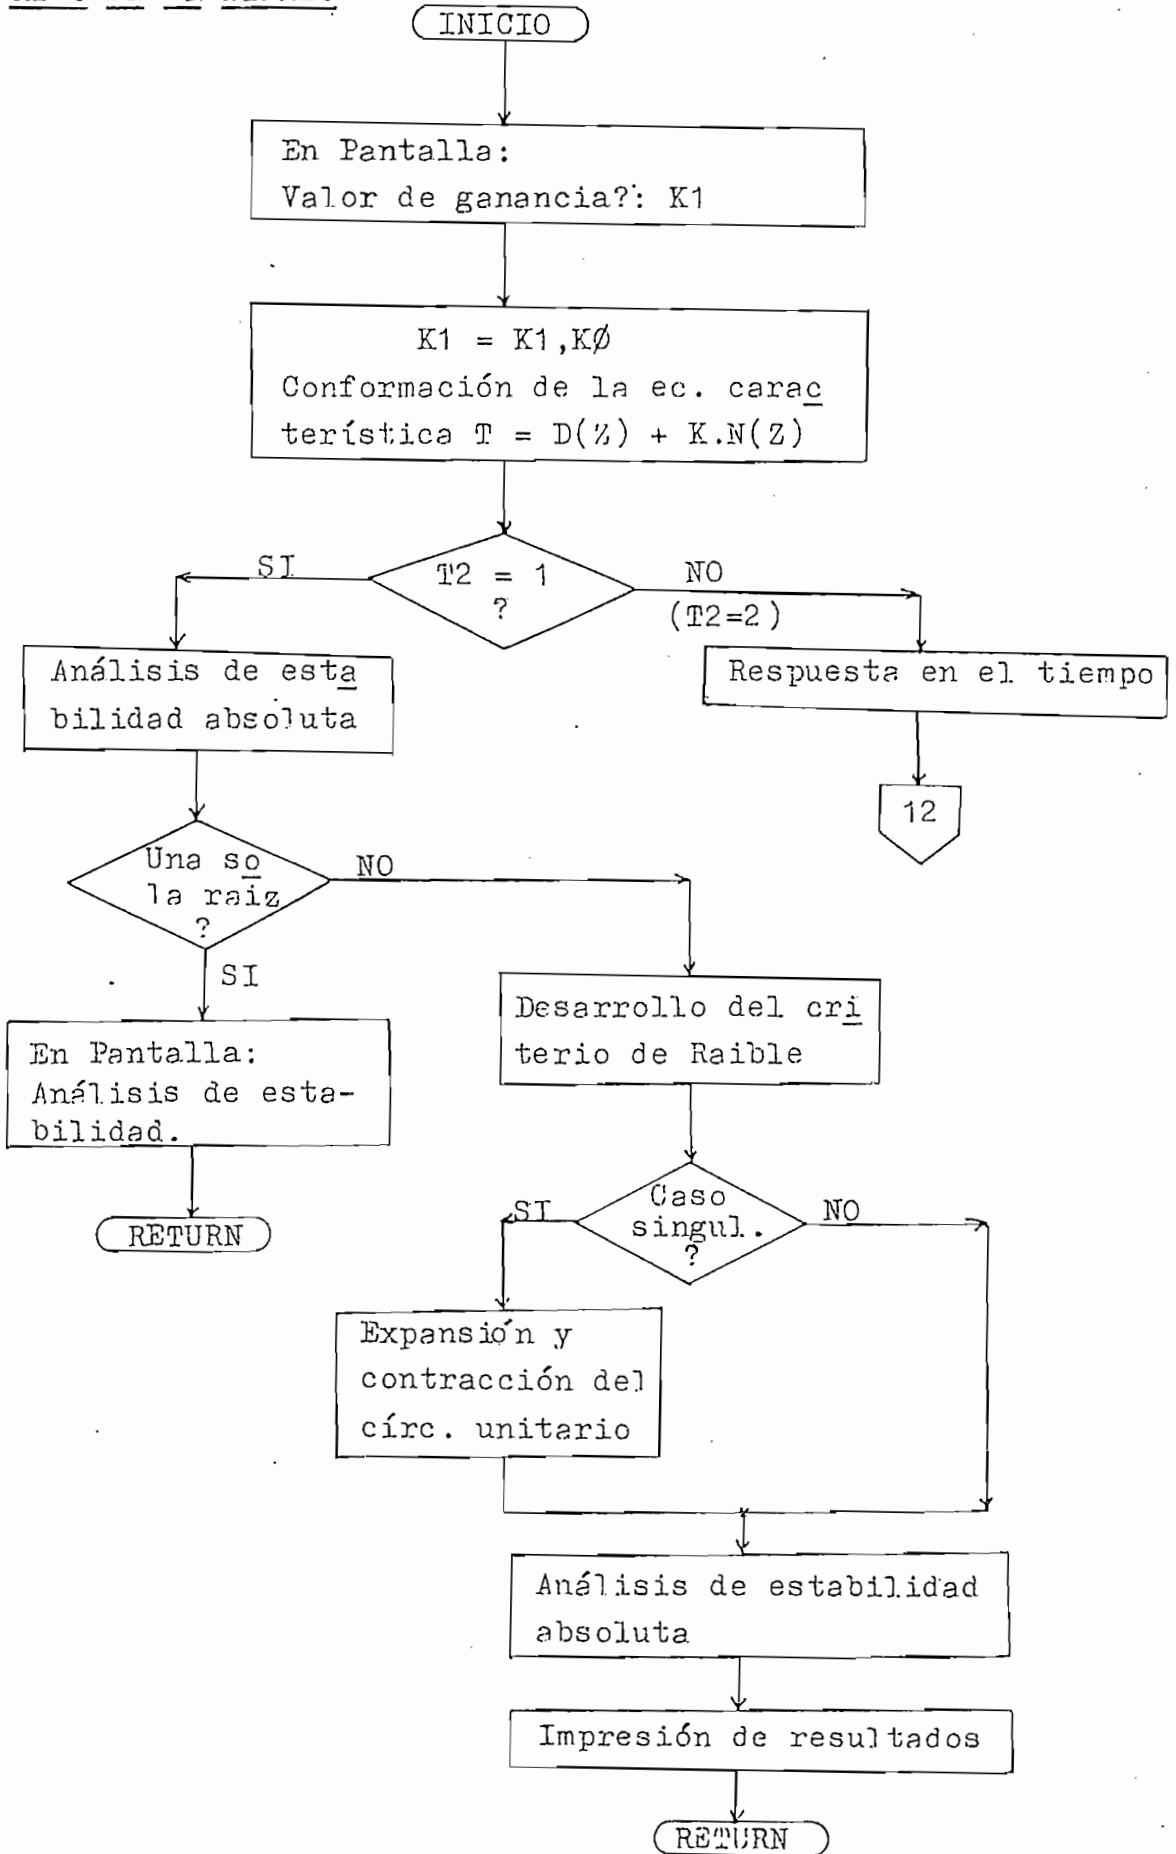 INICIO
En Pantalla:
Valor de ganancia?: K1
K1 = K1,KØ
Conformación de la ec. carac
terística T = D(Z) + K.N(Z)
SI
T2 = 1
?
NO
(T2=2)
Análisis de esta
bilidad absoluta
Respuesta en el tiempo
12
Una so
la raiz
?
NO
SI
En Pantalla:
Análisis de esta-
bilidad.
RETURN
Desarrollo del cri
terio de Raible
SI
Caso
singul.
?
NO
Expansión y
contracción del
círc. unitario
Análisis de estabilidad
absoluta
Impresión de resultados
RETURN